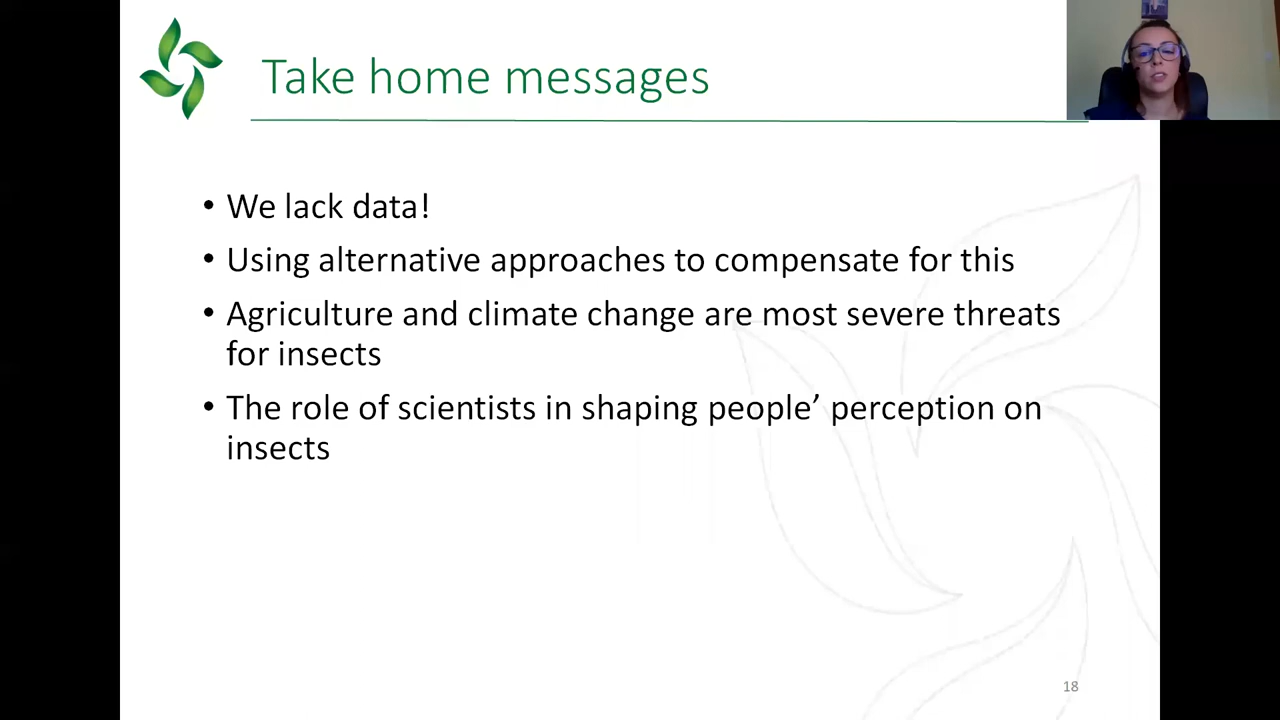 Take home messages
• We lack data!
• Using alternative approaches to compensate for this
• Agriculture and climate change are most severe threats
for insects
• The role of scientists in shaping people’ perception on
insects
18